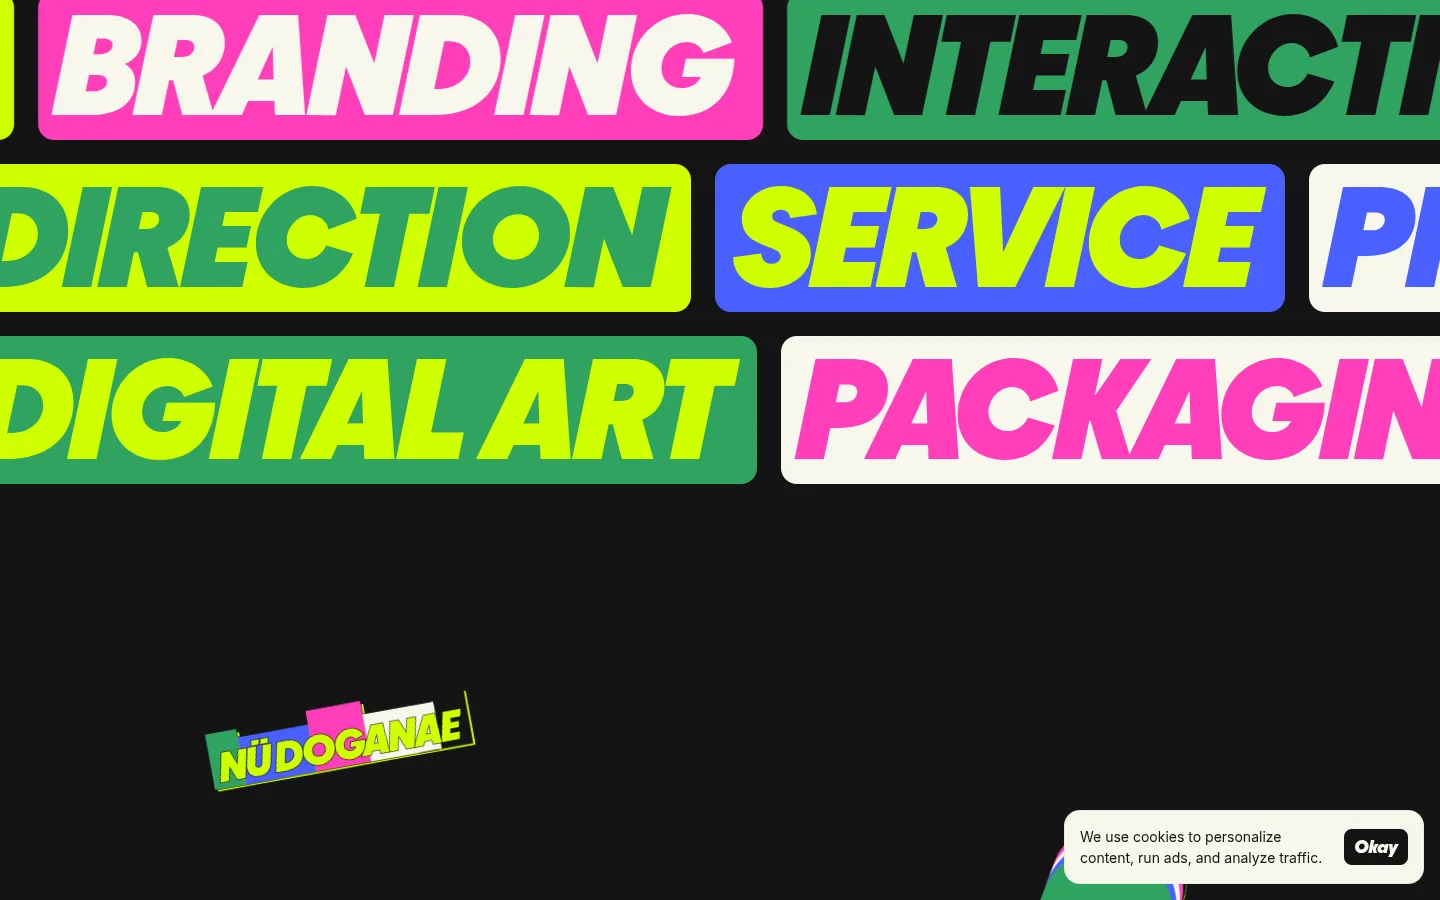 BRANDING INTERACTI
DIRECTION SERVICE
DIGITAL ART PACKAGIN
NÜDOGANAE
We use cookies to personalize
content, run ads, and analyze traffic.
Okay